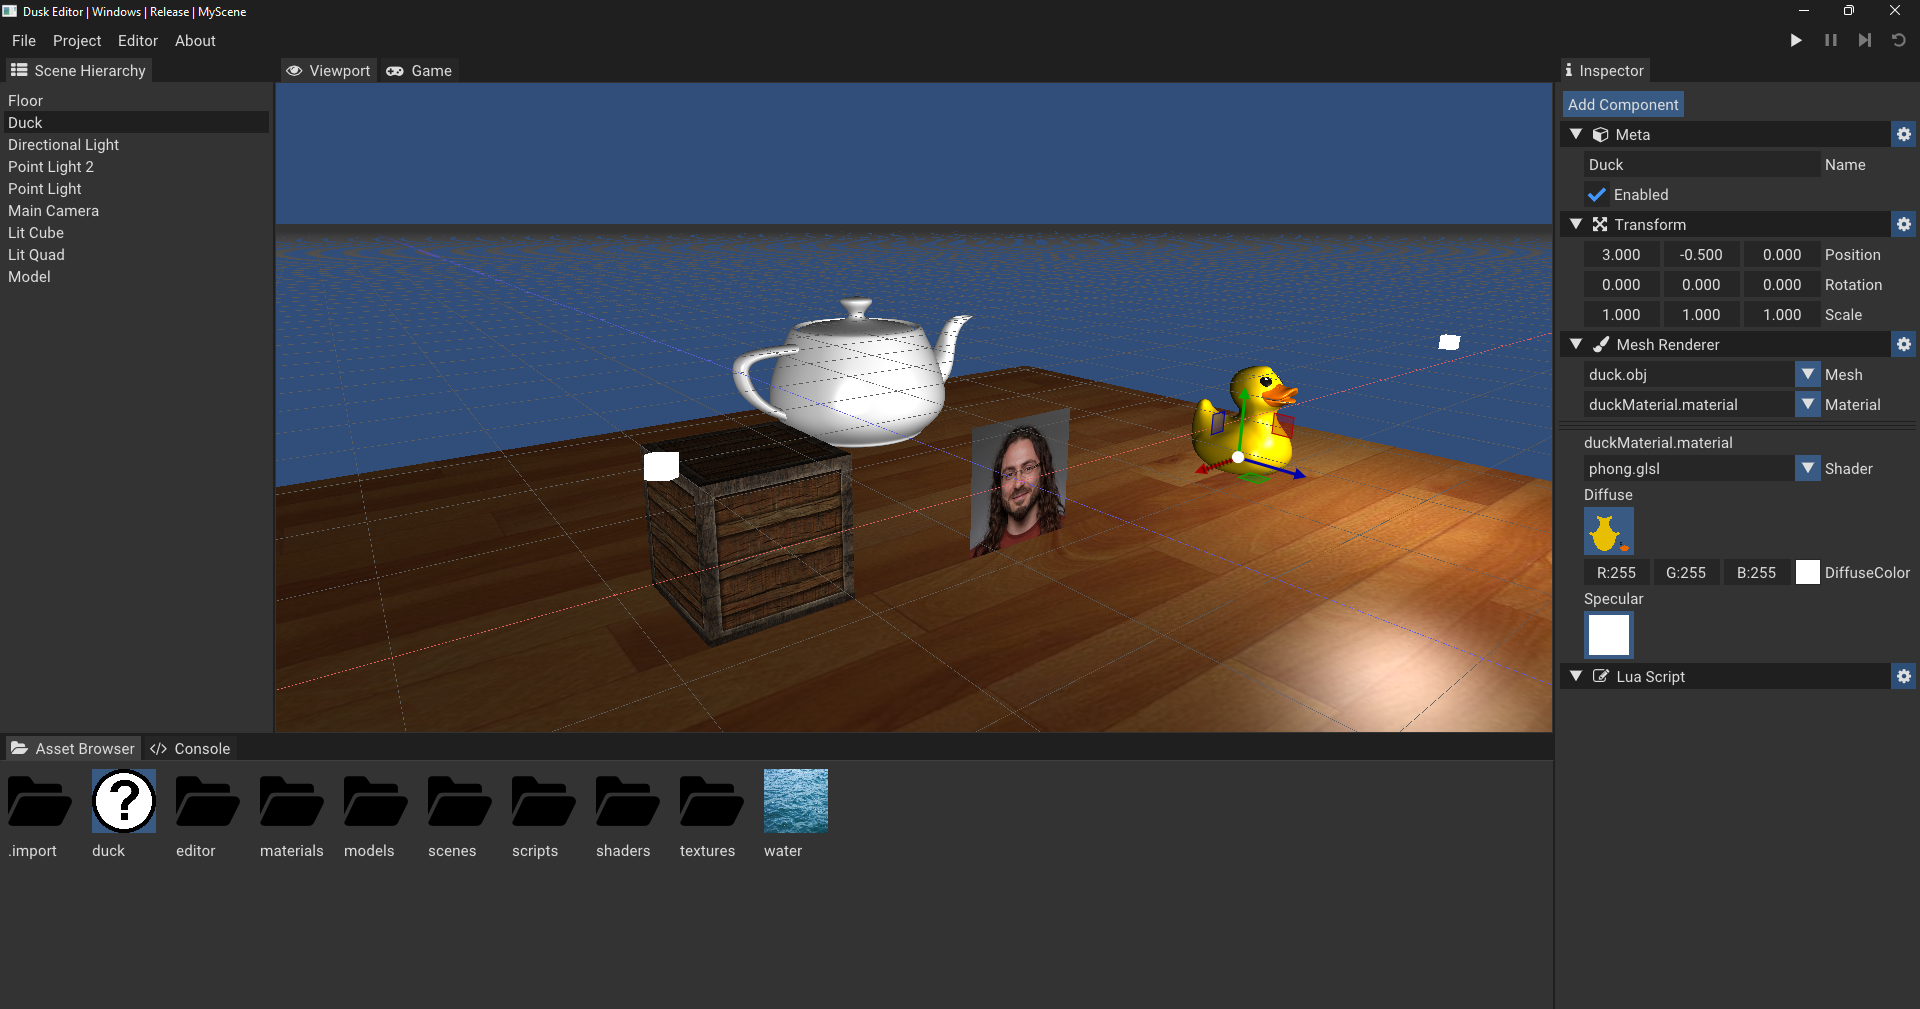 Dusk Editor | Windows | Release | MyScene
File Project Editor About
Scene Hierarchy
Floor
Duck
Directional Light
Point Light 2
Point Light
Main Camera
Lit Cube
Lit Quad
Model
Viewport Game
Inspector
Add Component
Meta
Duck Name
Enabled
Transform
3.000 -0.500 0.000 Position
0.000 0.000 0.000 Rotation
1.000 1.000 1.000 Scale
Mesh Renderer
duck.obj Mesh
duckMaterial.material Material
duckMaterial.material
phong.glsl Shader
Diffuse
R:255 G:255 B:255 DiffuseColor
Specular
Lua Script
Asset Browser </> Console
?
.import duck editor materials models scenes scripts shaders textures water